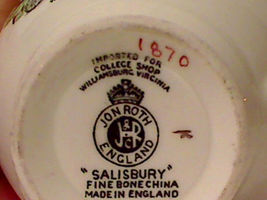 1870
IMPORTED FOR
COLLEGE SHOP
WILLIAMSBURG VIRGINIA
JON ROTH
ENGLAND
"SALISBURY"
FINE BONE CHINA
MADE IN ENGLAND